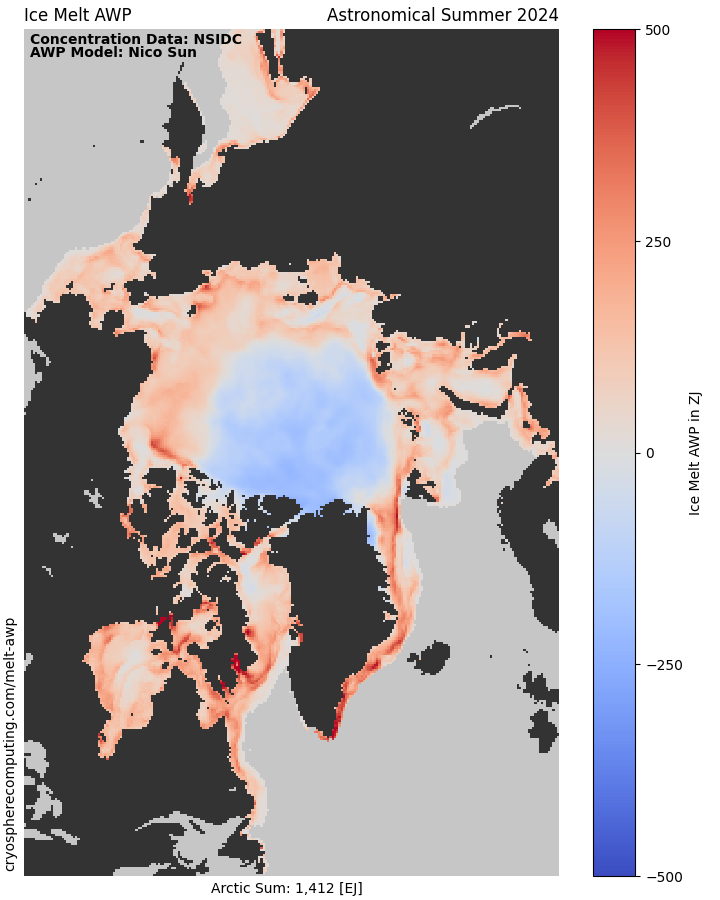 Ice Melt AWP
Astronomical Summer 2024
Concentration Data: NSIDC
AWP Model: Nico Sun
500
250
0
−250
−500
Ice Melt AWP in ZJ
cryospherecomputing.com/melt-awp
Arctic Sum: 1,412 [EJ]